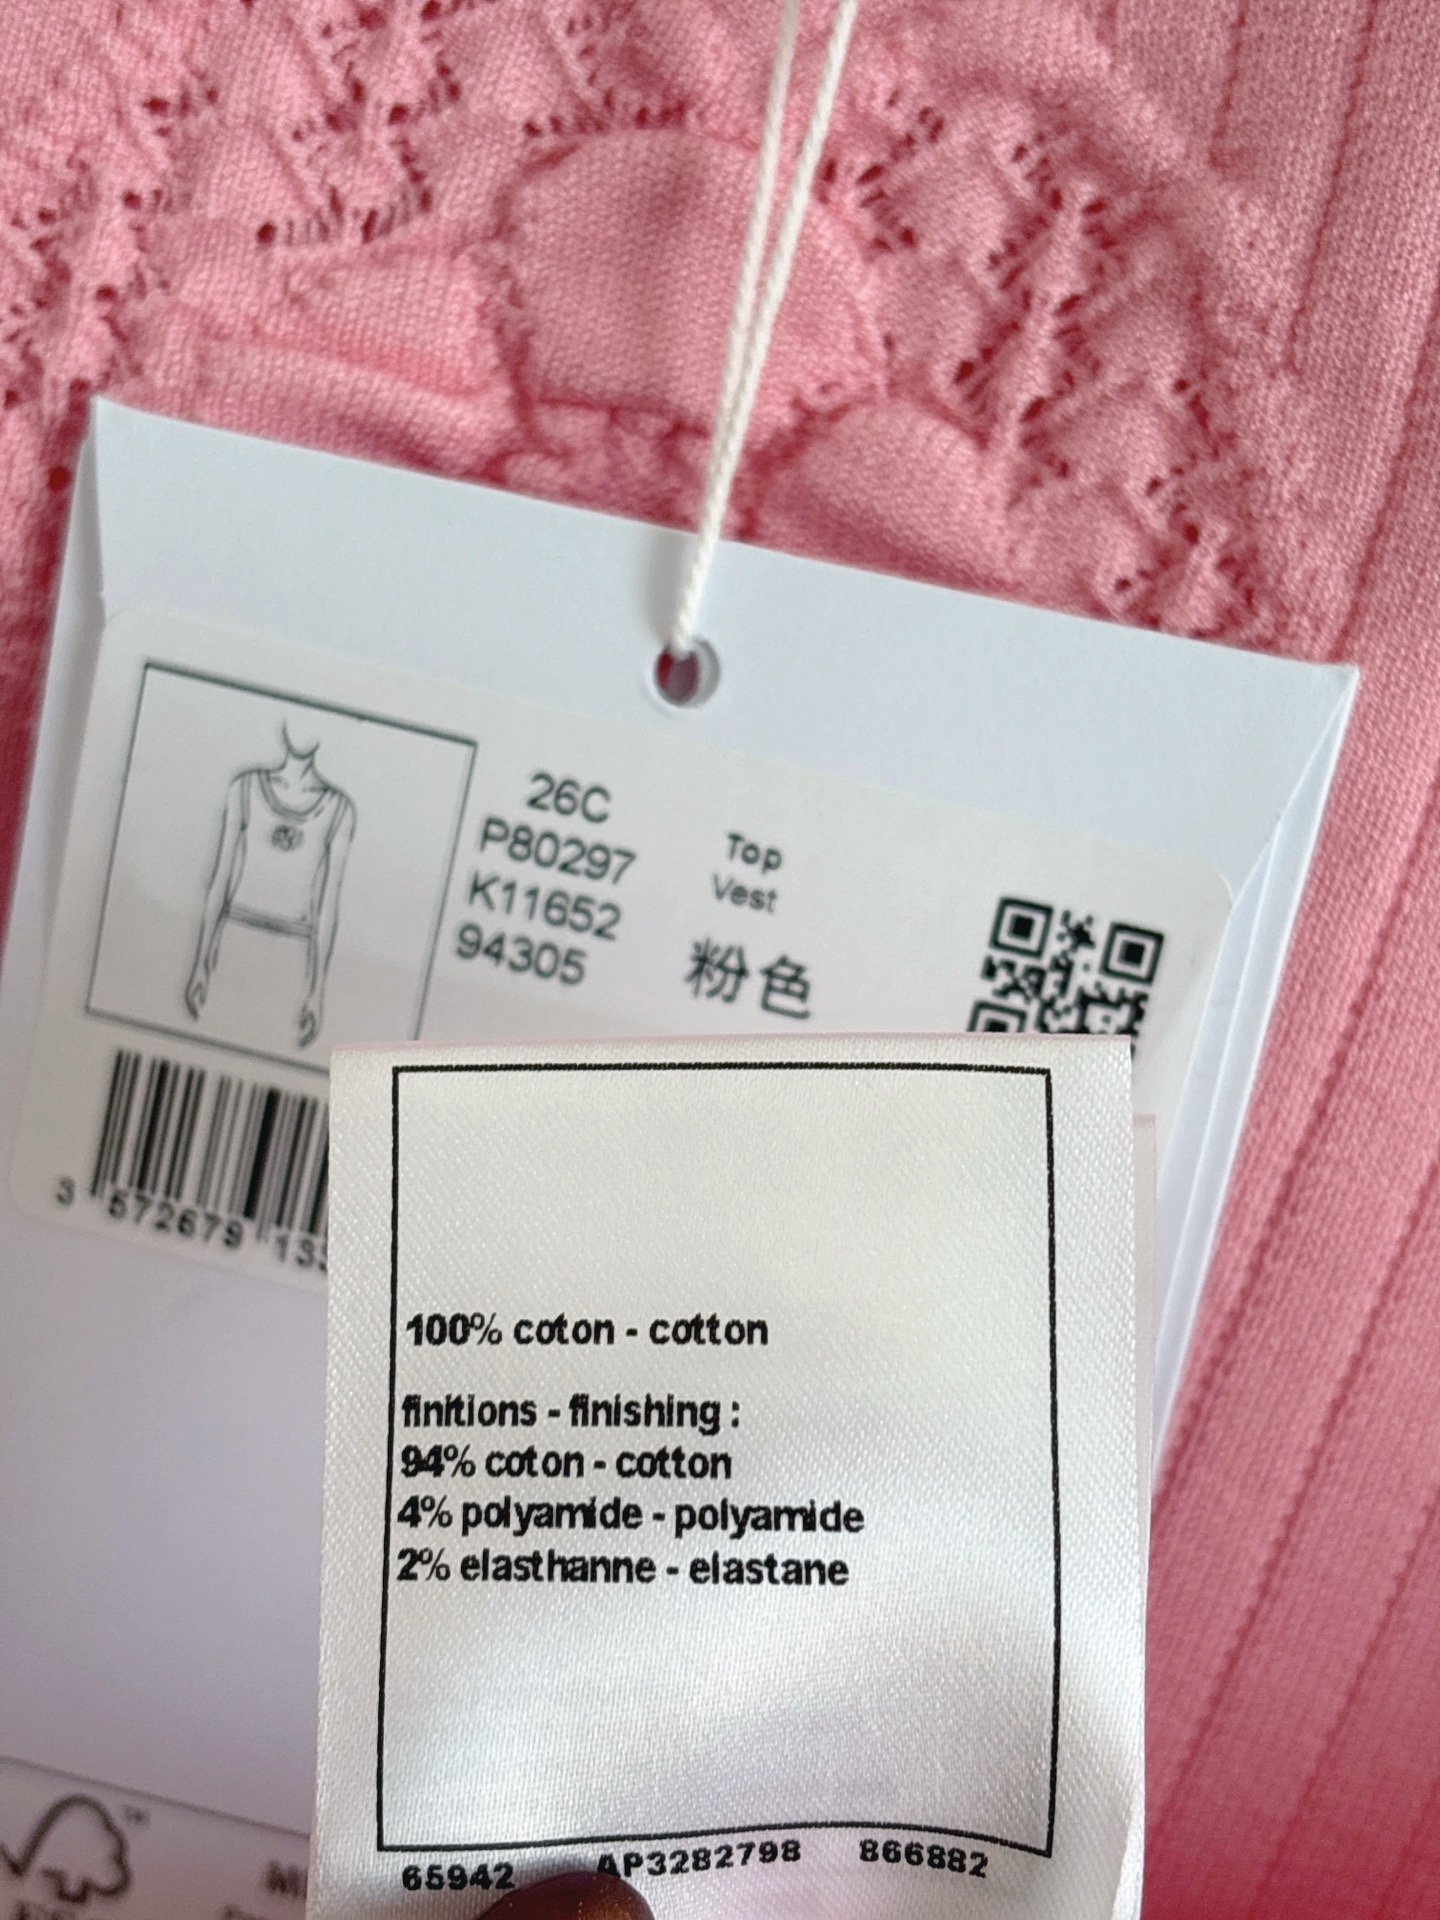 26C
P80297
K11652
94305
Top
Vest
粉色
3 572679 13
100% coton - cotton
finitions - finishing :
94% coton - cotton
4% polyamide - polyamide
2% elasthanne - elastane
65942 AP3282798 866882
TM